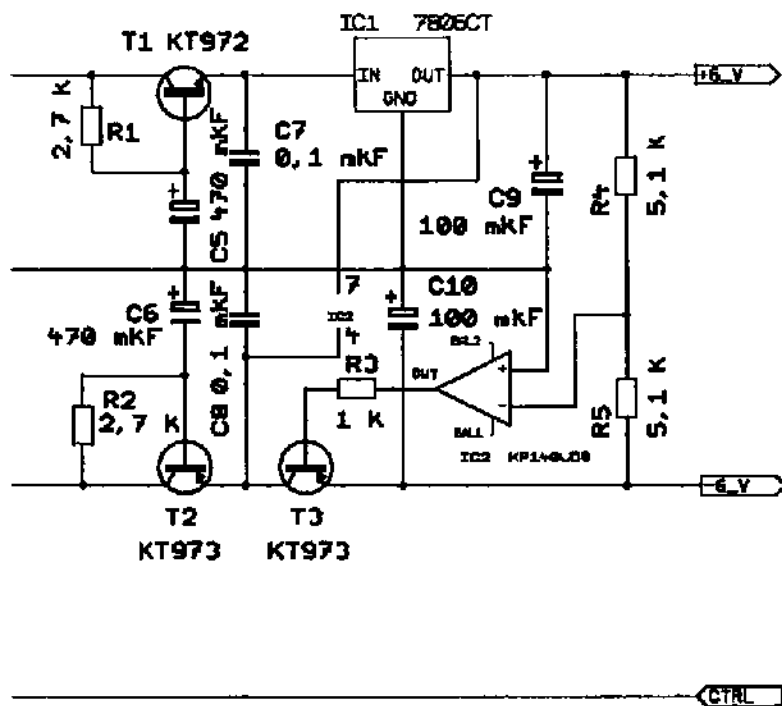 IC1 7806CT
T1 KT972
IN OUT
GND
+6_V
2,7 K
R1
C7
0,1 mKF
C5 470 mKF
C9
100 mKF
R4
5,1 K
C6
470 mKF
7
IC2
4
C10
100 mKF
C8 0,1 mKF
R3
1 K
OUT
BAL2
+
-
BAL1
IC2
R2
2,7 K
R5
5,1 K
-6_V
T2
KT973
T3
KT973
CTRL